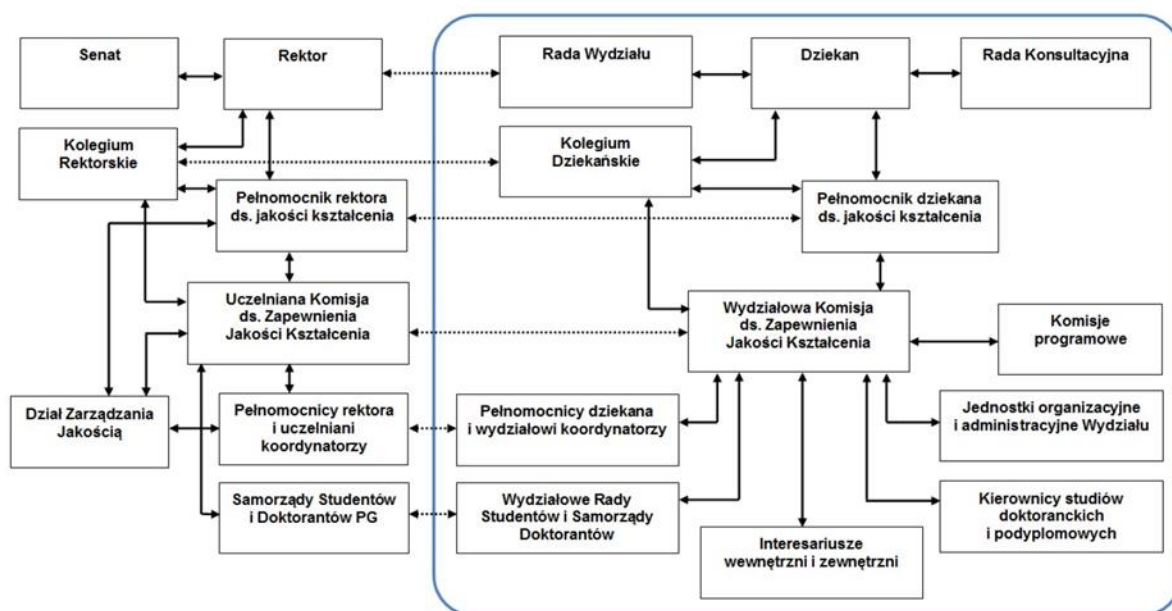 Senat
Rektor
Rada Wydziału
Dziekan
Rada Konsultacyjna
Kolegium
Rektorskie
Kolegium
Dziekańskie
Pełnomocnik rektora
ds. jakości kształcenia
Pełnomocnik dziekana
ds. jakości kształcenia
Uczelniana Komisja
ds. Zapewnienia
Jakości Kształcenia
Wydziałowa Komisja
ds. Zapewnienia
Jakości Kształcenia
Komisje
programowe
Dział Zarządzania
Jakością
Pełnomocnicy rektora
i uczelniani
koordynatorzy
Pełnomocnicy dziekana
i wydziałowi koordynatorzy
Jednostki organizacyjne
i administracyjne Wydziału
Samorządy Studentów
i Doktorantów PG
Wydziałowe Rady
Studentów i Samorządy
Doktorantów
Interesariusze
wewnętrzni i zewnętrzni
Kierownicy studiów
doktoranckich
i podyplomowych